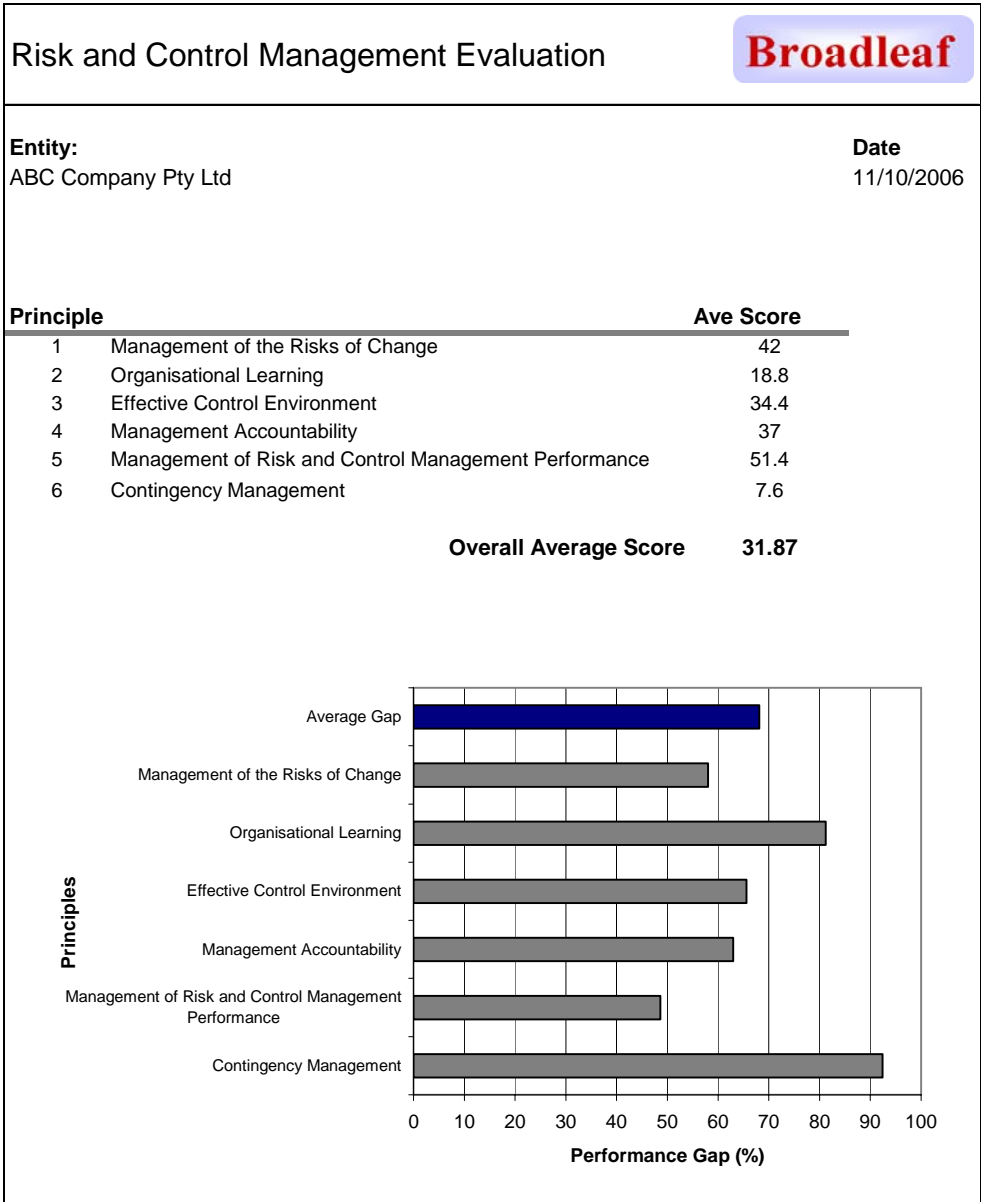 Risk and Control Management Evaluation
Broadleaf
Entity: Date
ABC Company Pty Ltd 11/10/2006
Principle Ave Score
1 Management of the Risks of Change 42
2 Organisational Learning 18.8
3 Effective Control Environment 34.4
4 Management Accountability 37
5 Management of Risk and Control Management Performance 51.4
6 Contingency Management 7.6
Overall Average Score 31.87
Principles
Average Gap
Management of the Risks of Change
Organisational Learning
Effective Control Environment
Management Accountability
Management of Risk and Control Management
Performance
Contingency Management
0 10 20 30 40 50 60 70 80 90 100
Performance Gap (%)